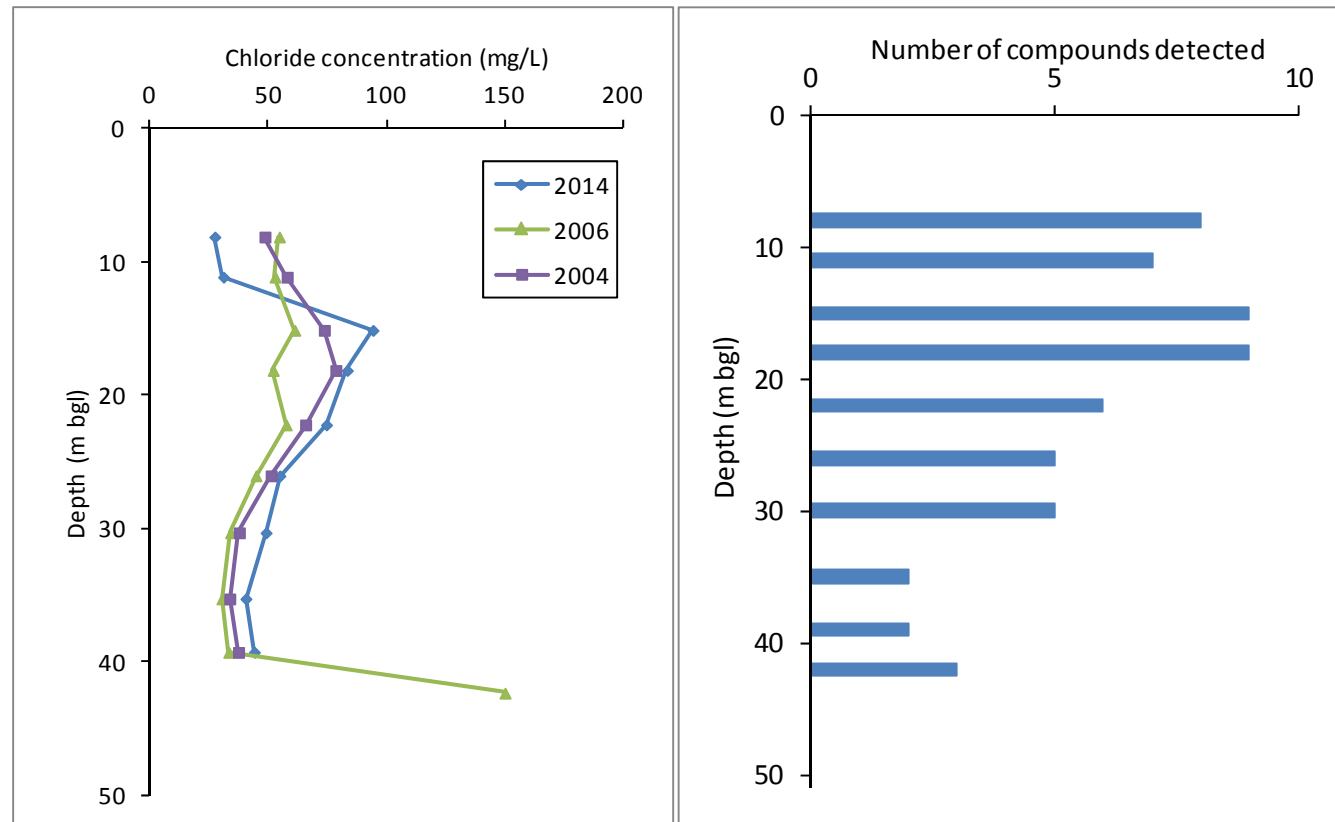 Chloride concentration (mg/L)
0 50 100 150 200
0
10
20
30
40
50
Depth (m bgl)
2014
2006
2004
Number of compounds detected
0 5 10
0
10
20
30
40
50
Depth (m bgl)